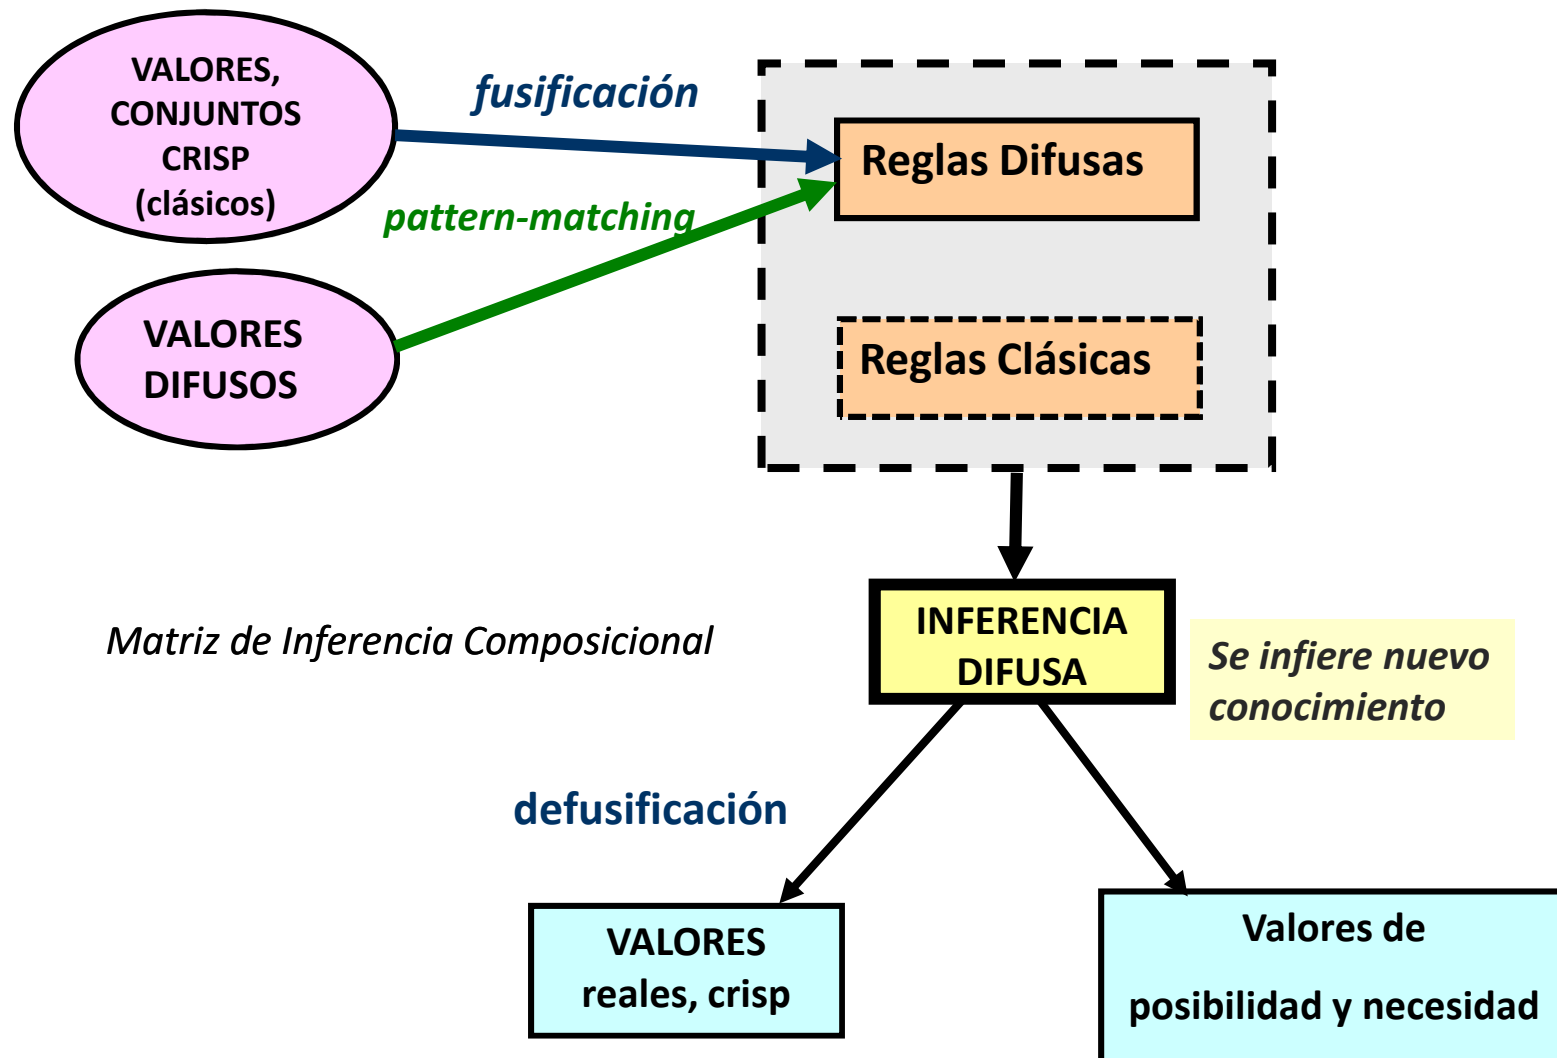 VALORES,
CONJUNTOS
CRISP
(clásicos)
fusificación
pattern-matching
VALORES
DIFUSOS
Reglas Difusas
Reglas Clásicas
Matriz de Inferencia Composicional
INFERENCIA
DIFUSA
Se infiere nuevo
conocimiento
defusificación
VALORES
reales, crisp
Valores de
posibilidad y necesidad